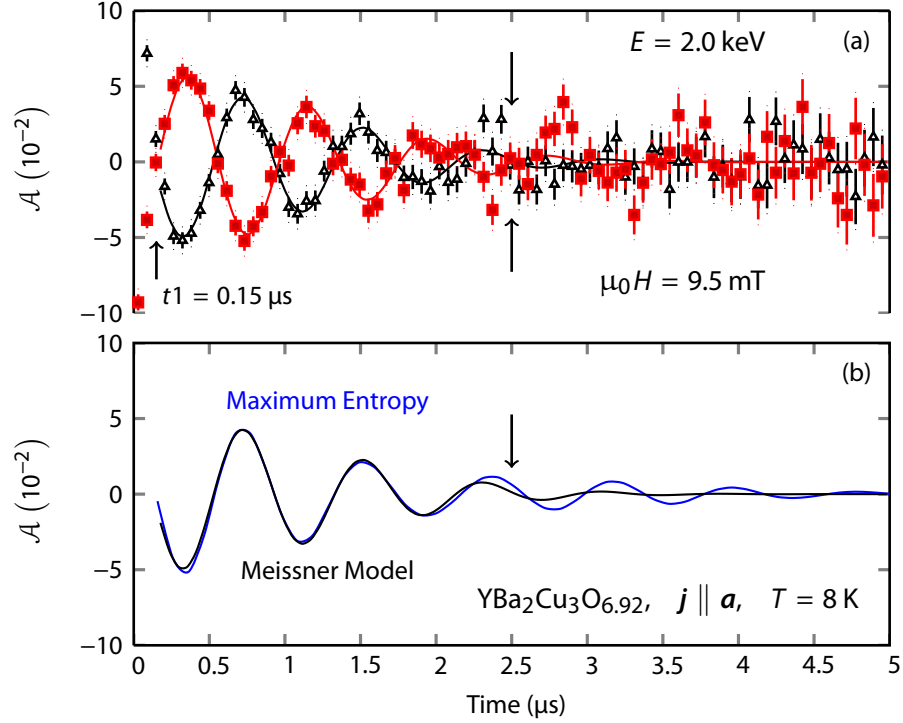 10
5
0
−5
−10
𝒜 (10⁻²)
E = 2.0 keV
(a)
t1 = 0.15 µs
µ₀H = 9.5 mT
10
5
0
−5
−10
𝒜 (10⁻²)
(b)
Maximum Entropy
Meissner Model
YBa₂Cu₃O₆.₉₂, j ∥ a, T = 8 K
0 0.5 1 1.5 2 2.5 3 3.5 4 4.5 5
Time (µs)